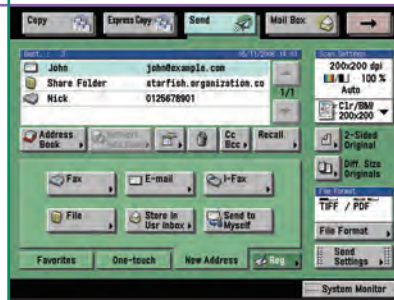 Copy Express Copy Send Mail Box
Dest. : 3
Scan Settings
John john@example.com
Share Folder starfish.organization.co
Nick 0125678901
1/1
200x200 dpi
100 %
Auto
Clr/B&W
200x200
Address
Book
Cc
Bcc
Recall
2-Sided
Original
Diff. Size
Originals
Fax E-mail I-Fax
File Store in
Usr inbox Send to
Myself
File Format
TIFF / PDF
File Format
Favorites One-touch New Address Reg.
Send
Settings
System Monitor